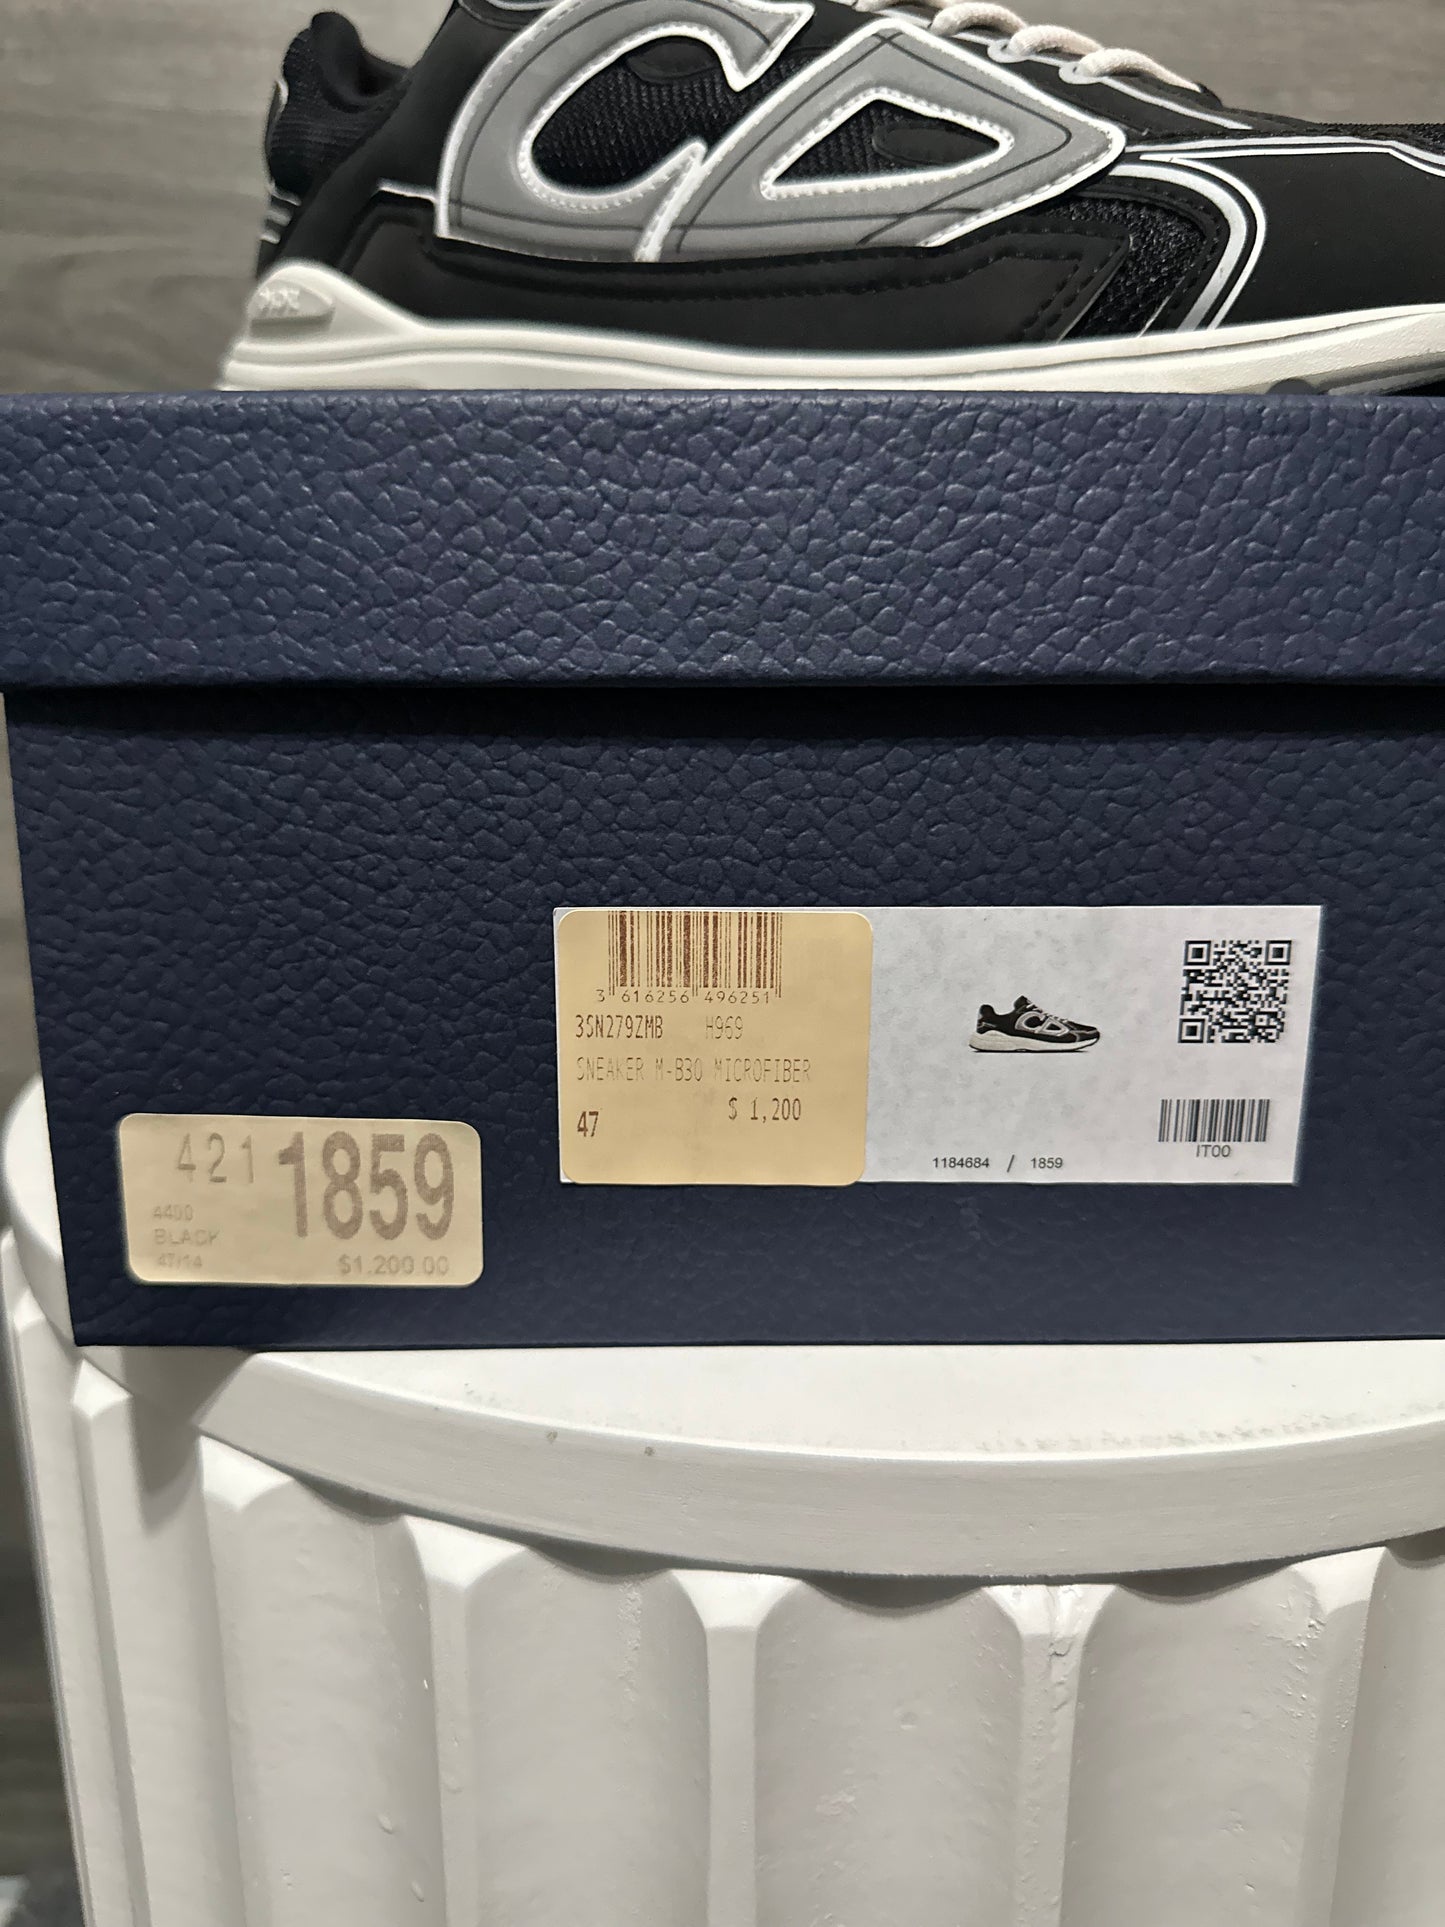 CD
3 616256 496251
3SN279ZMB H969
SNEAKER M-B30 MICROFIBER
$ 1,200
47
1184684 / 1859
IT00
421 1859
4400
BLACK
47/14
$1,200.00